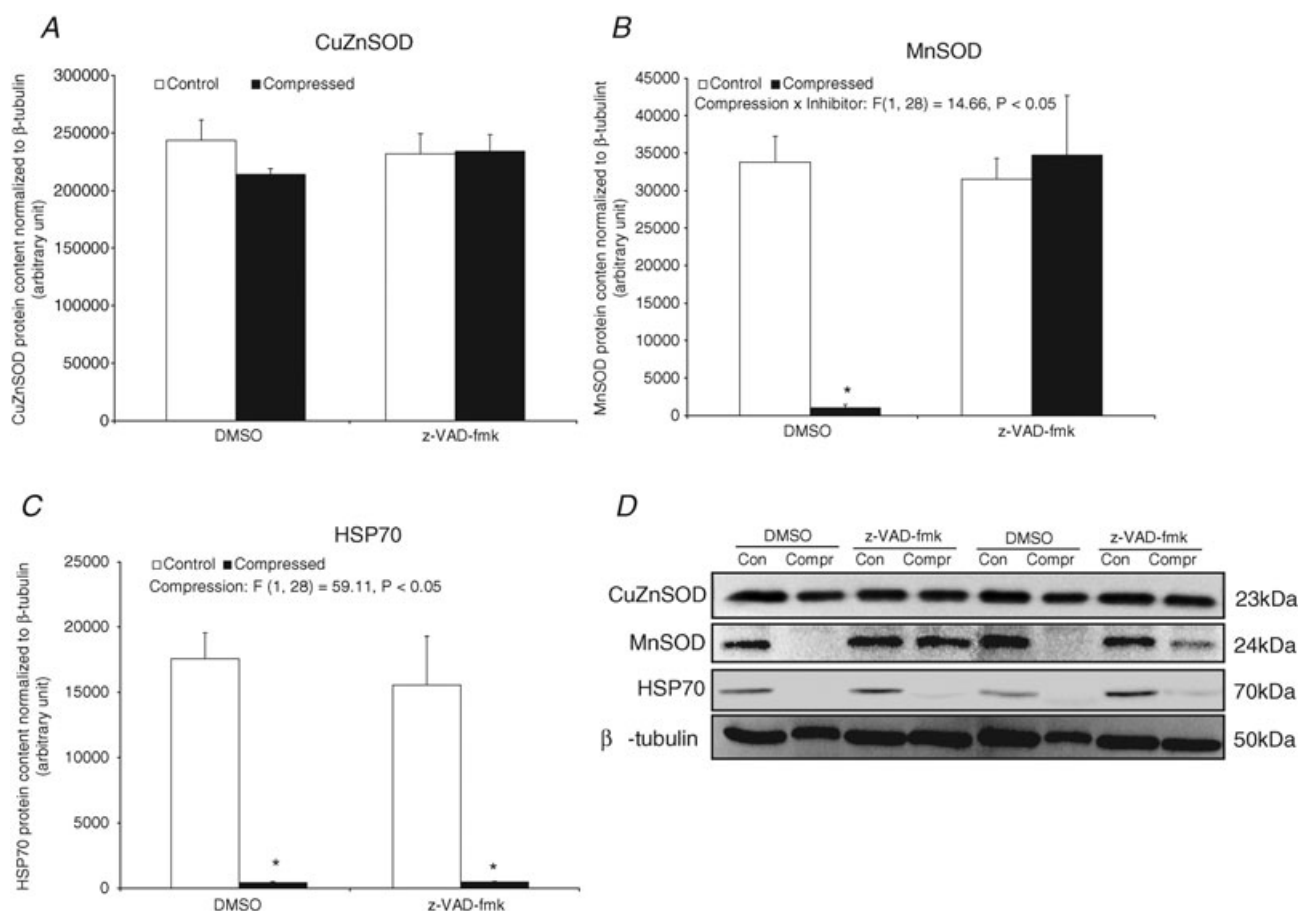 A
CuZnSOD
CuZnSOD protein content normalized to β-tubulin
(arbitrary unit)
300000
250000
200000
150000
100000
50000
0
Control Compressed
DMSO z-VAD-fmk
B
MnSOD
MnSOD protein conten normalized to β-tubulint
(arbitrary unit)
45000
40000
35000
30000
25000
20000
15000
10000
5000
0
Control Compressed
Compression x Inhibitor: F(1, 28) = 14.66, P < 0.05
*
DMSO z-VAD-fmk
C
HSP70
HSP70 protein content normalized to β-tubulin
(arbitrary unit)
25000
20000
15000
10000
5000
0
Control Compressed
Compression: F (1, 28) = 59.11, P < 0.05
* *
DMSO z-VAD-fmk
D
DMSO z-VAD-fmk DMSO z-VAD-fmk
Con Compr Con Compr Con Compr Con Compr
CuZnSOD 23kDa
MnSOD 24kDa
HSP70 70kDa
β -tubulin 50kDa